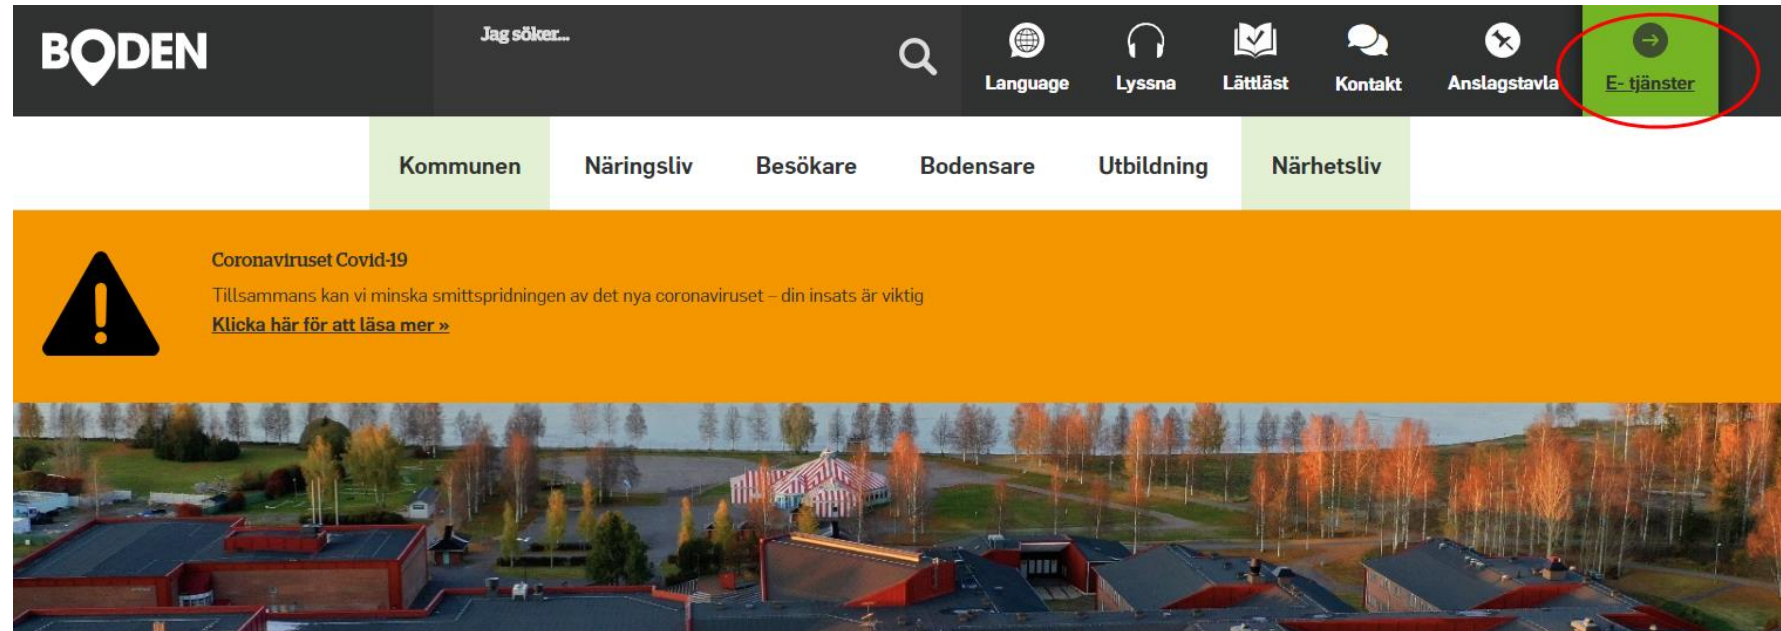 BODEN
Jag söker...
Language
Lyssna
Lättläst
Kontakt
Anslagstavla
E- tjänster
Kommunen
Näringsliv
Besökare
Bodensare
Utbildning
Närhetsliv
Coronaviruset Covid-19
Tillsammans kan vi minska smittspridningen av det nya coronaviruset – din insats är viktig
Klicka här för att läsa mer »